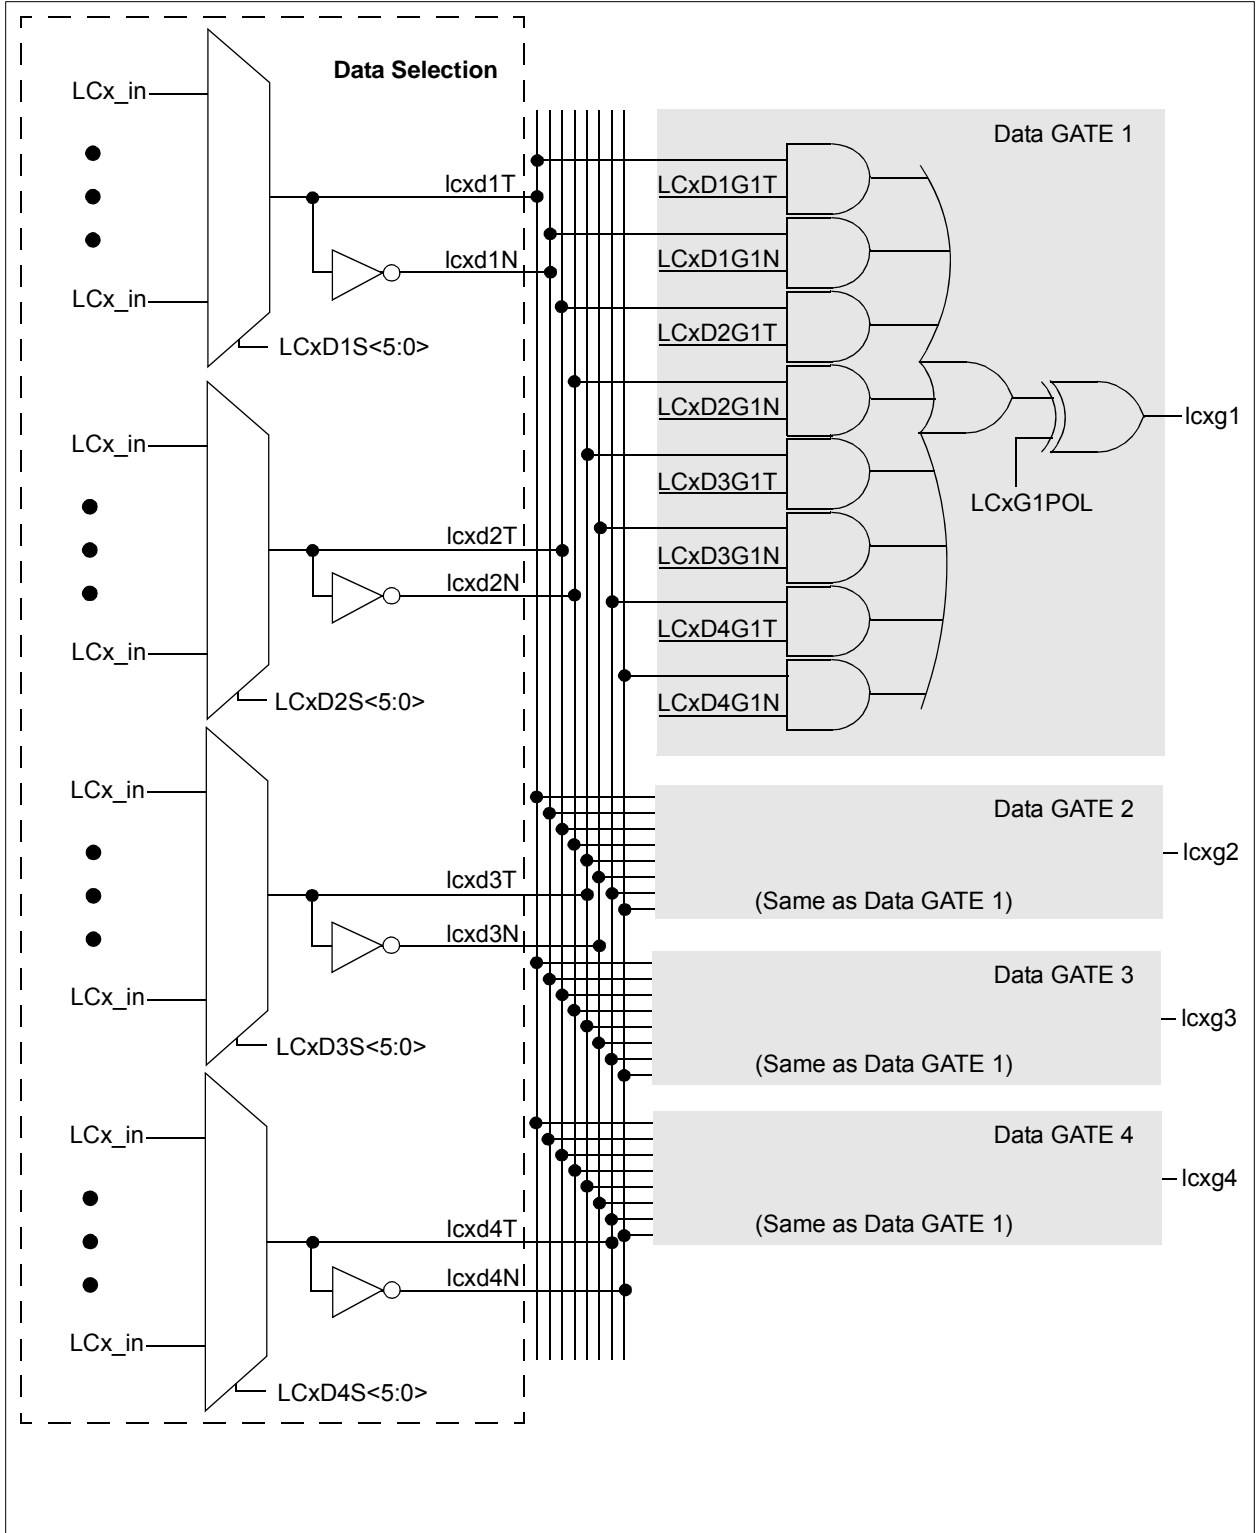 Data Selection
LCx_in
lcxd1T
lcxd1N
LCx_in
LCxD1S<5:0>
LCx_in
lcxd2T
lcxd2N
LCx_in
LCxD2S<5:0>
LCx_in
lcxd3T
lcxd3N
LCx_in
LCxD3S<5:0>
LCx_in
lcxd4T
lcxd4N
LCx_in
LCxD4S<5:0>
Data GATE 1
LCxD1G1T
LCxD1G1N
LCxD2G1T
LCxD2G1N
LCxD3G1T
LCxD3G1N
LCxD4G1T
LCxD4G1N
LCxG1POL
lcxg1
Data GATE 2
(Same as Data GATE 1)
lcxg2
Data GATE 3
(Same as Data GATE 1)
lcxg3
Data GATE 4
(Same as Data GATE 1)
lcxg4